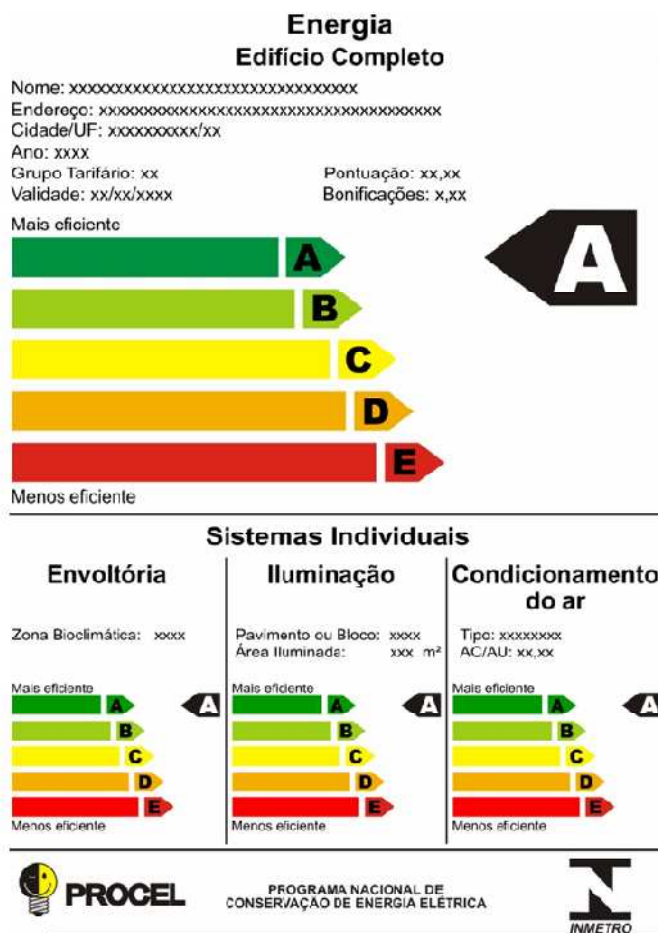 Energia
Edifício Completo
Nome: xxxxxxxxxxxxxxxxxxxxxxxxxxxxxxxx
Endereço: xxxxxxxxxxxxxxxxxxxxxxxxxxxxxxxxxxxxxx
Cidade/UF: xxxxxxxxxx/xx
Ano: xxxx
Grupo Tarifário: xx Pontuação: xx,xx
Validade: xx/xx/xxxx Bonificações: x,xx
Mais eficiente
A A
B
C
D
E
Menos eficiente
Sistemas Individuais
Envoltória
Zona Bioclimática: xxxx
Mais eficiente
A A
B
C
D
E
Menos eficiente
Iluminação
Pavimento ou Bloco: xxxx
Área Iluminada: xxx m²
Mais eficiente
A A
B
C
D
E
Menos eficiente
Condicionamento
do ar
Tipo: xxxxxxxx
AC/AU: xx,xx
Mais eficiente
A A
B
C
D
E
Menos eficiente
PROCEL
PROGRAMA NACIONAL DE
CONSERVAÇÃO DE ENERGIA ELÉTRICA
INMETRO